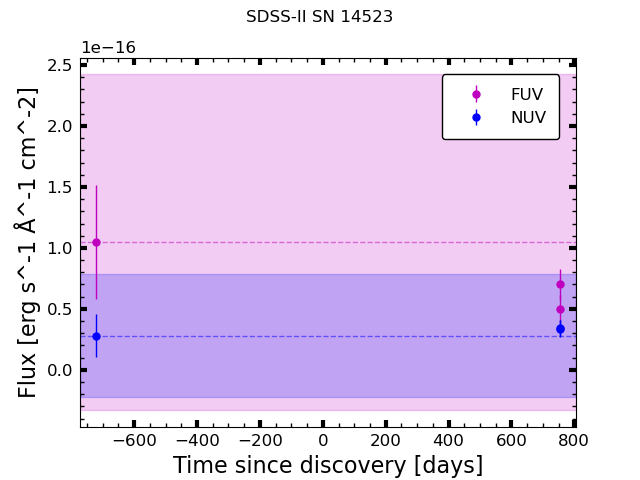 SDSS-II SN 14523
1e−16
2.5
2.0
1.5
1.0
0.5
0.0
Flux [erg s^-1 Å^-1 cm^-2]
FUV
NUV
−600 −400 −200 0 200 400 600 800
Time since discovery [days]